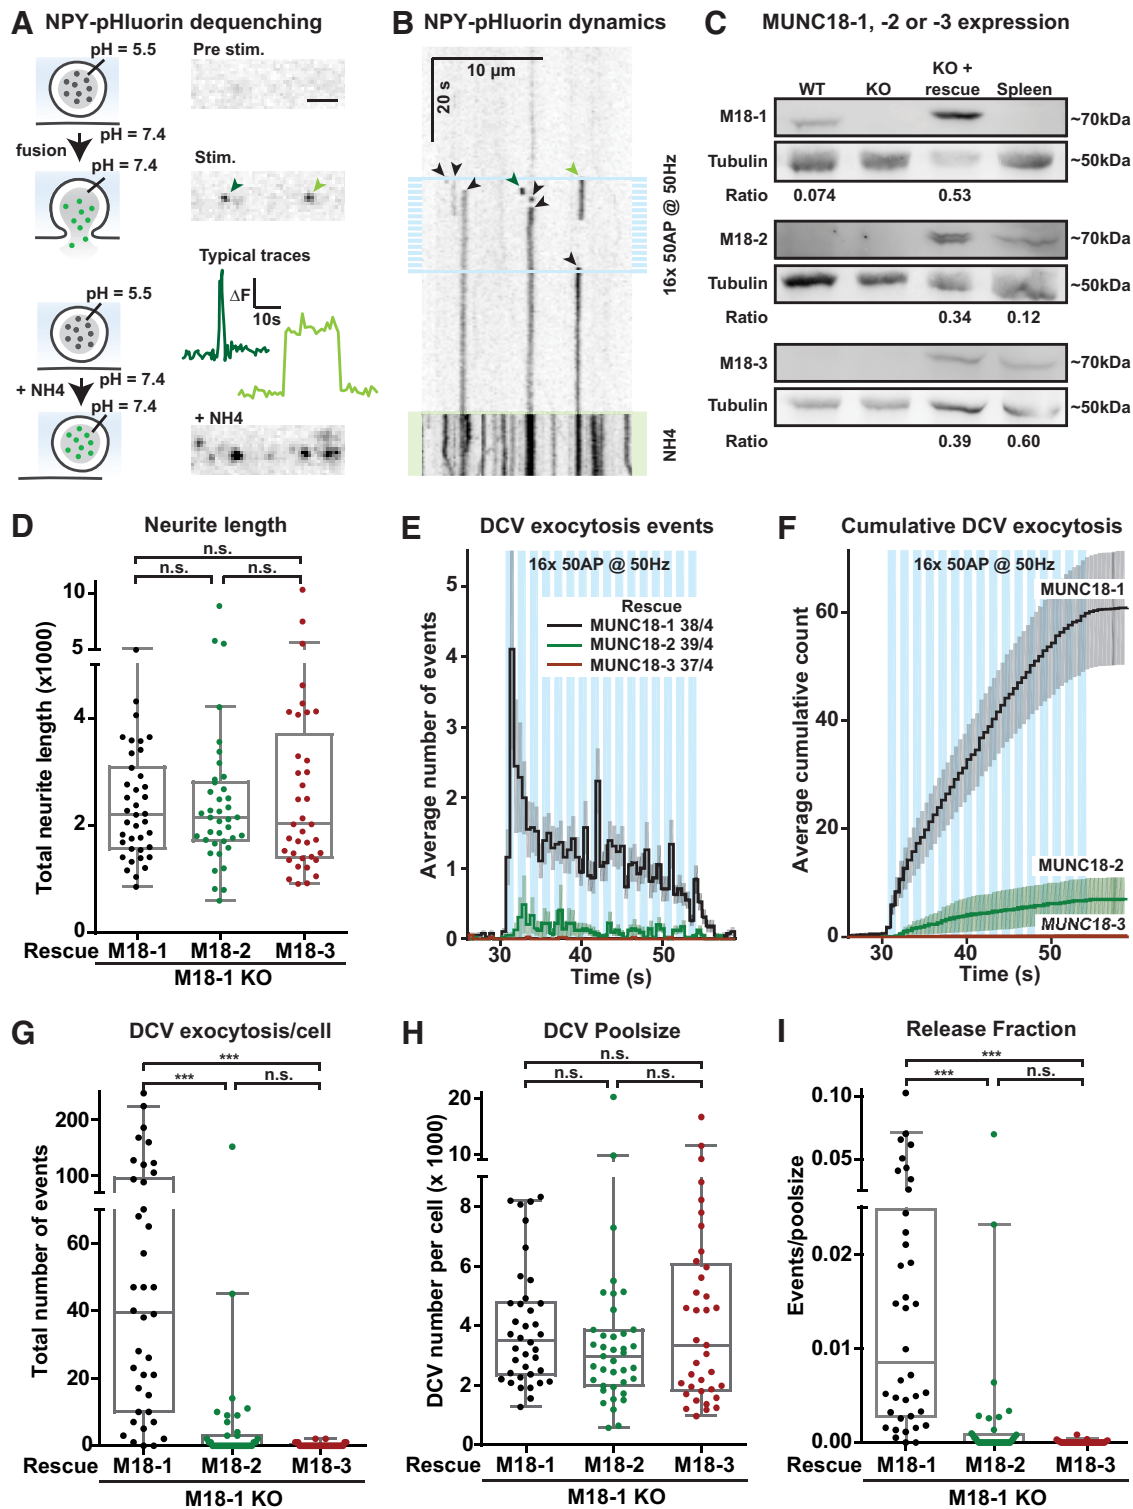 A NPY-pHluorin dequenching
pH = 5.5
fusion
pH = 7.4
pH = 7.4
pH = 5.5
+ NH4
pH = 7.4
pH = 7.4
Pre stim.
Stim.
Typical traces
ΔF
10s
+ NH4
B NPY-pHluorin dynamics
10 µm
20 s
16x 50AP @ 50Hz
NH4
C MUNC18-1, -2 or -3 expression
WT KO KO + rescue Spleen
M18-1 ~70kDa
Tubulin ~50kDa
Ratio 0.074 0.53
M18-2 ~70kDa
Tubulin ~50kDa
Ratio 0.34 0.12
M18-3 ~70kDa
Tubulin ~50kDa
Ratio 0.39 0.60
D Neurite length
n.s.
n.s. n.s.
Total neurite length (x1000)
10
5
4
2
0
Rescue M18-1 M18-2 M18-3
M18-1 KO
E DCV exocytosis events
16x 50AP @ 50Hz
Rescue
MUNC18-1 38/4
MUNC18-2 39/4
MUNC18-3 37/4
Average number of events
5
4
3
2
1
0
30 40 50
Time (s)
F Cumulative DCV exocytosis
16x 50AP @ 50Hz
MUNC18-1
MUNC18-2
MUNC18-3
Average cumulative count
60
40
20
0
30 40 50
Time (s)
G DCV exocytosis/cell
***
*** n.s.
Total number of events
200
100
60
40
20
0
Rescue M18-1 M18-2 M18-3
M18-1 KO
H DCV Poolsize
n.s.
n.s. n.s.
DCV number per cell (x 1000)
20
10
8
6
4
2
0
M18-1 M18-2 M18-3
M18-1 KO
I Release Fraction
***
*** n.s.
Events/poolsize
0.10
0.05
0.02
0.01
0.00
Rescue M18-1 M18-2 M18-3
M18-1 KO